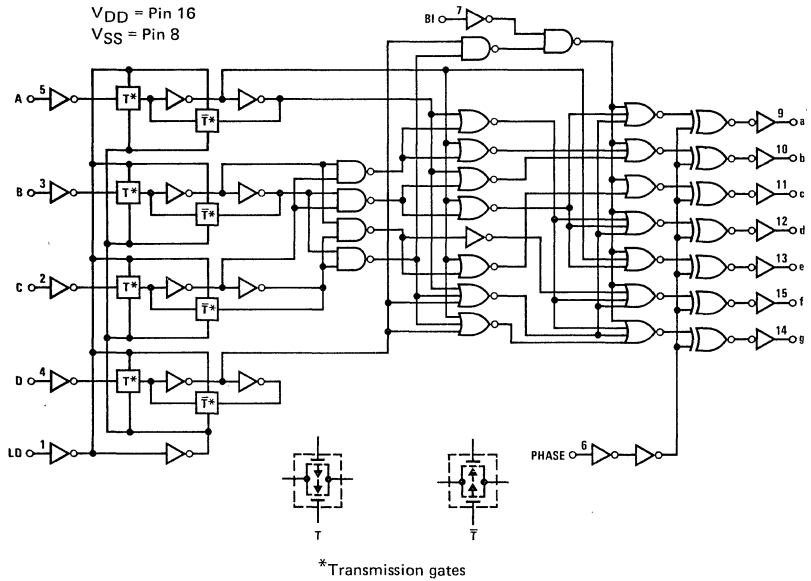 VDD = Pin 16
VSS = Pin 8
BI 7
A 5 T* T̅* 9 a
10 b
B 3 T* T̅* 11 c
12 d
C 2 T* T̅* 13 e
15 f
14 g
D 4 T* T̅*
LD 1
PHASE 6
T T̅
*Transmission gates